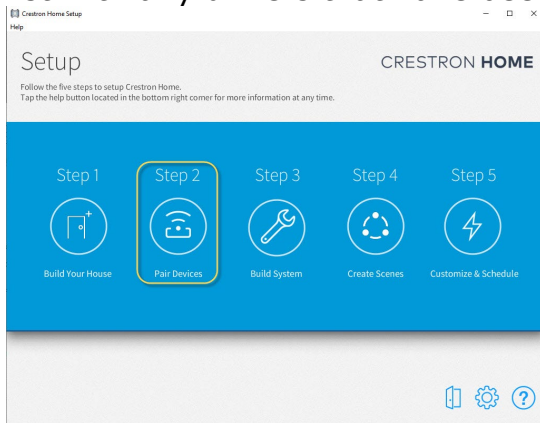 Crestron Home Setup
Help
Setup
CRESTRON HOME
Follow the five steps to setup Crestron Home.
Tap the help button located in the bottom right corner for more information at any time.
Step 1
Step 2
Step 3
Step 4
Step 5
Build Your House
Pair Devices
Build System
Create Scenes
Customize & Schedule
?